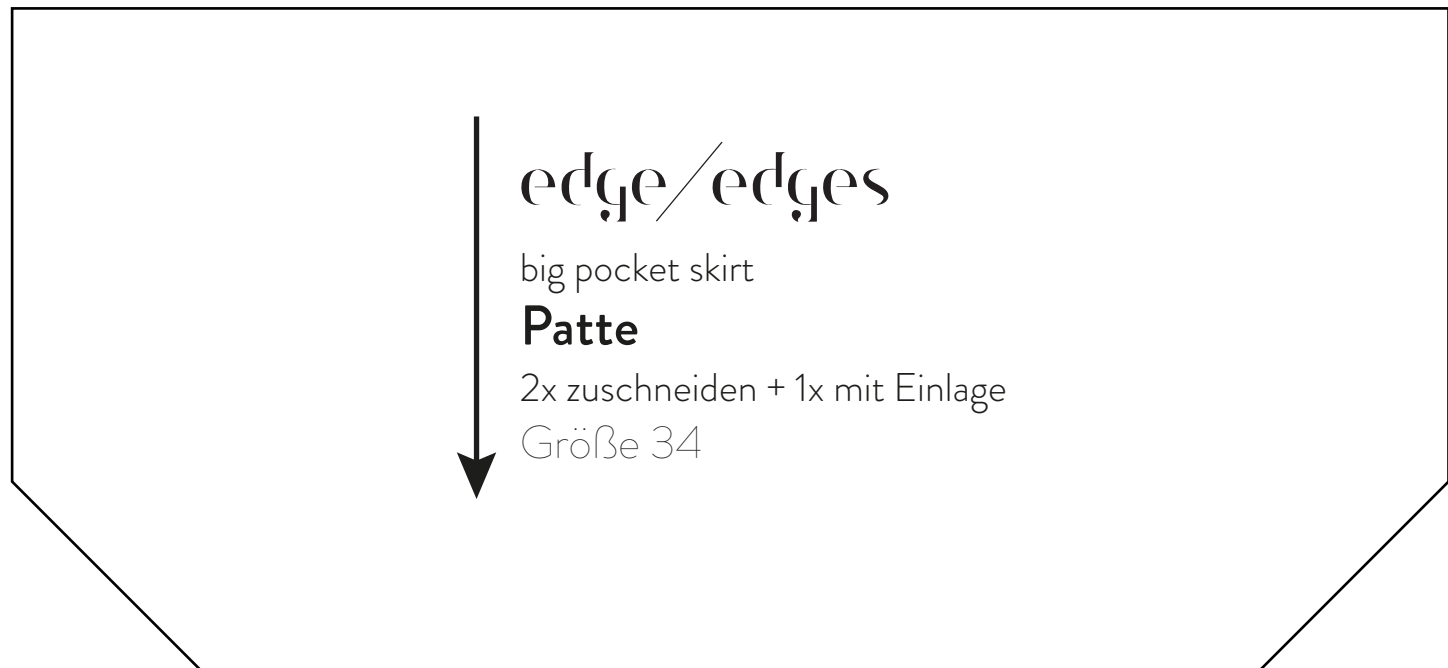 edge/edges
big pocket skirt
Patte
2x zuschneiden + 1x mit Einlage
Größe 34